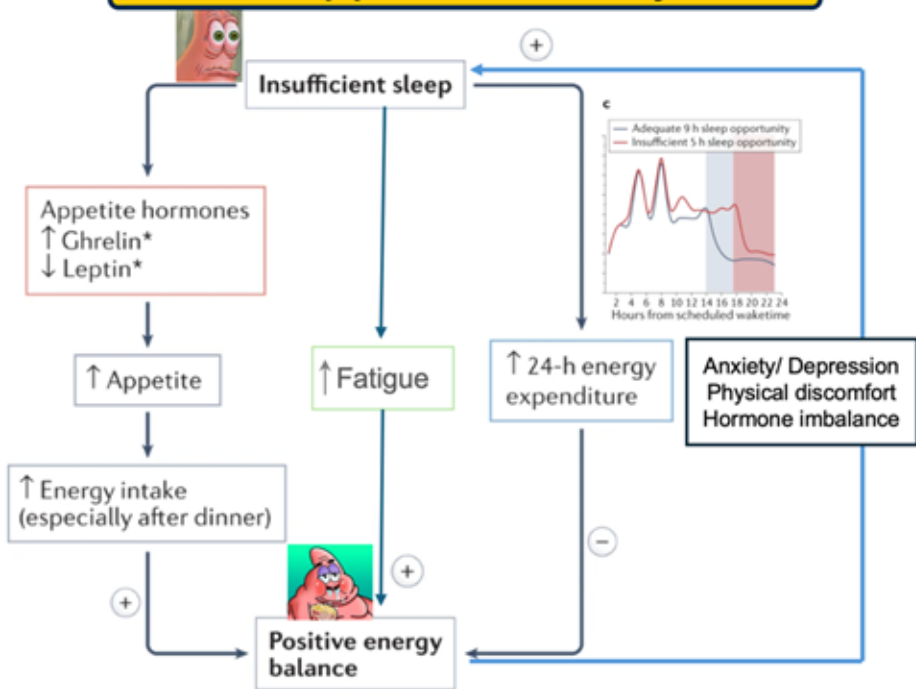 +
Insufficient sleep
c
Adequate 9 h sleep opportunity
Insufficient 5 h sleep opportunity
2 4 6 8 10 12 14 16 18 20 22 24
Hours from scheduled waketime
Appetite hormones
↑ Ghrelin*
↓ Leptin*
↑ Appetite
↑ Fatigue
↑ 24-h energy
expenditure
Anxiety/ Depression
Physical discomfort
Hormone imbalance
↑ Energy intake
(especially after dinner)
−
+
+
Positive energy
balance